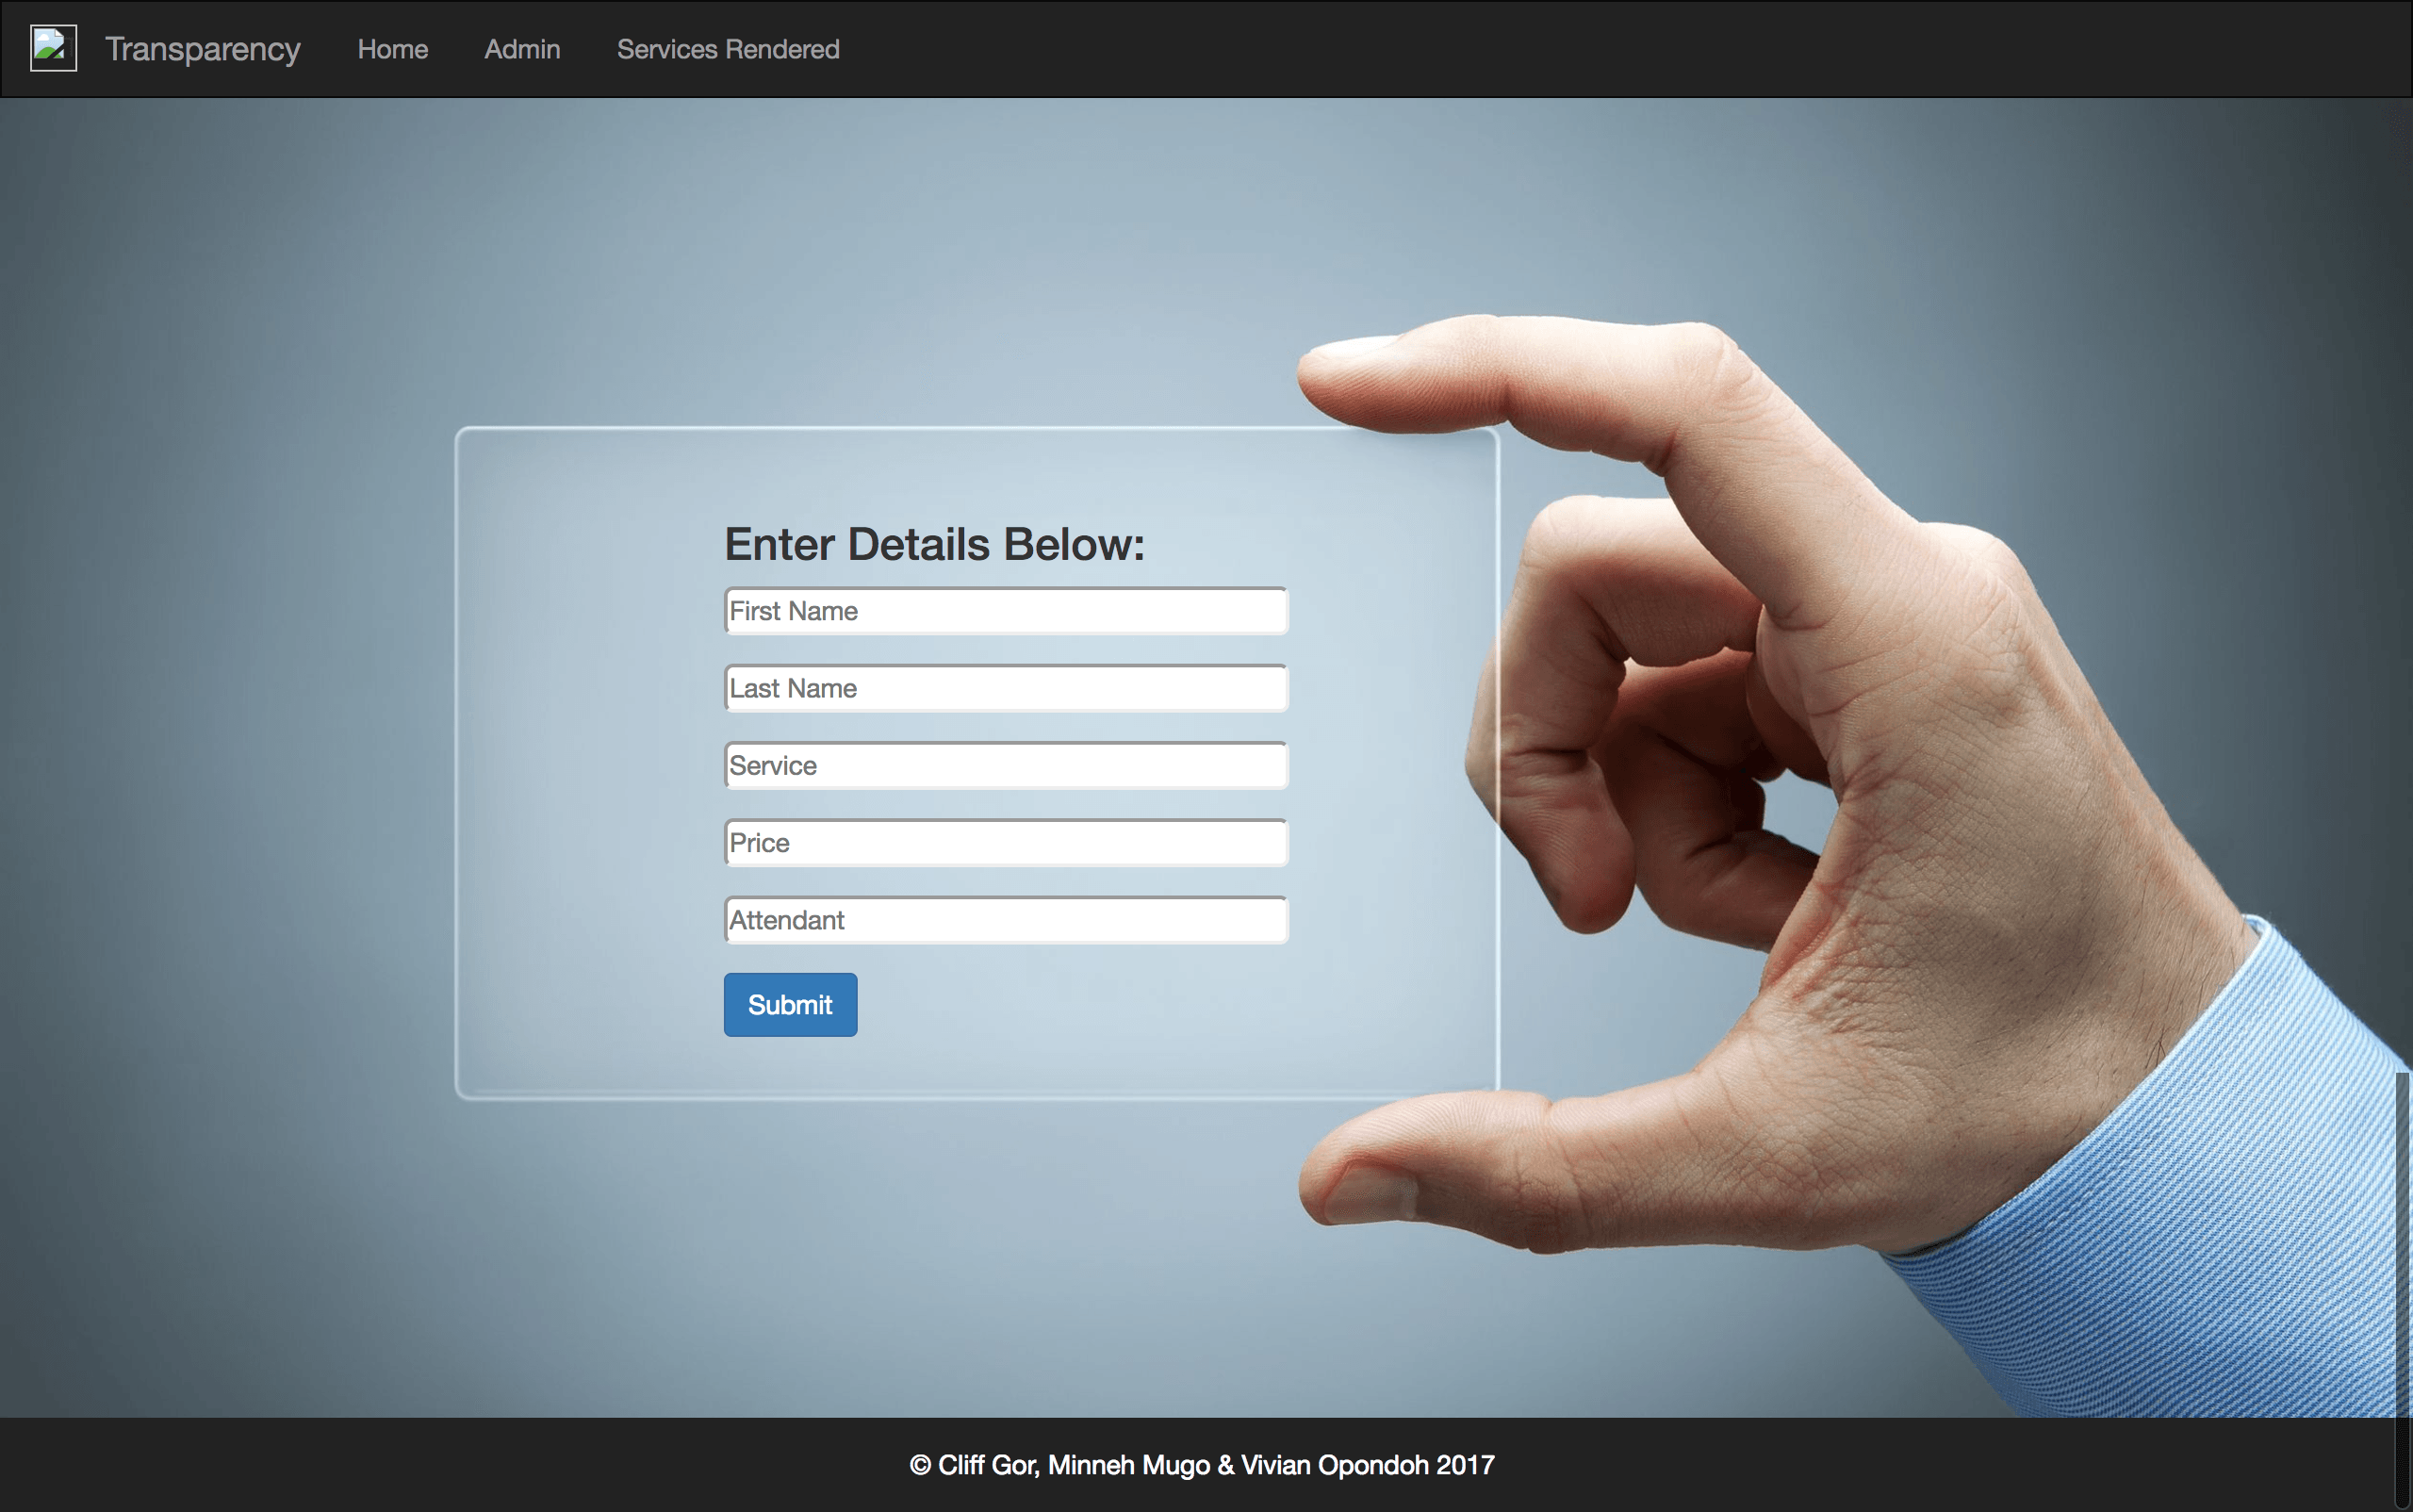 Transparency Home Admin Services Rendered
Enter Details Below:
First Name
Last Name
Service
Price
Attendant
Submit
© Cliff Gor, Minneh Mugo & Vivian Opondoh 2017